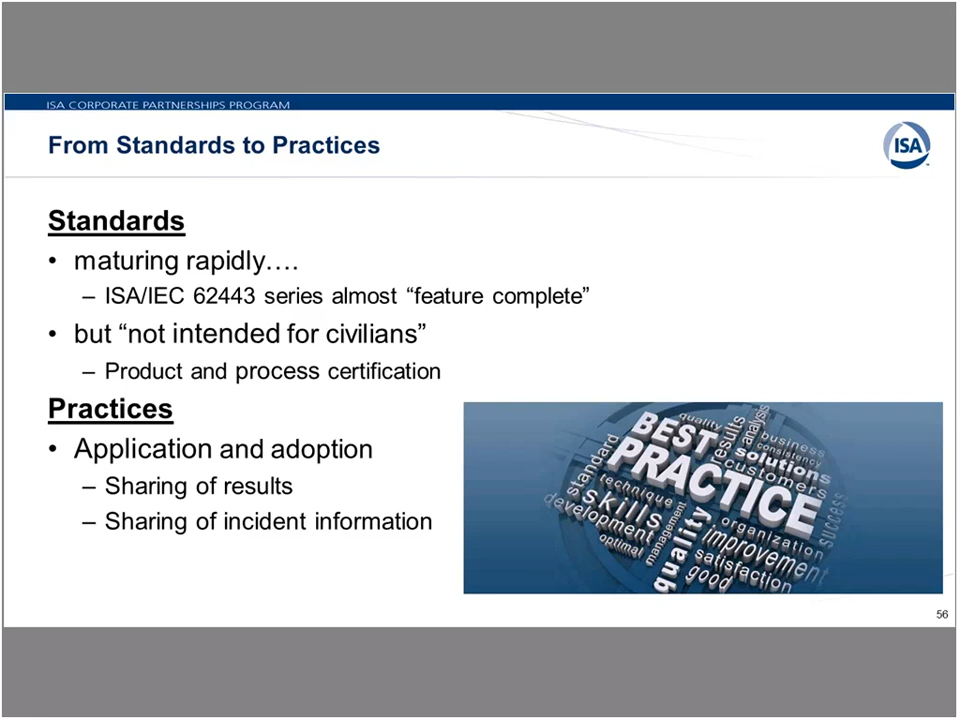 ISA CORPORATE PARTNERSHIPS PROGRAM
From Standards to Practices
ISA
Standards
• maturing rapidly….
– ISA/IEC 62443 series almost “feature complete”
• but “not intended for civilians”
– Product and process certification
Practices
• Application and adoption
– Sharing of results
– Sharing of incident information
quality
results
analysis
BEST
business
consistency
standard
solutions
PRACTICE
customers
technique
skills
development
optimal
management
quality
organization
success
improvement
satisfaction
good
56